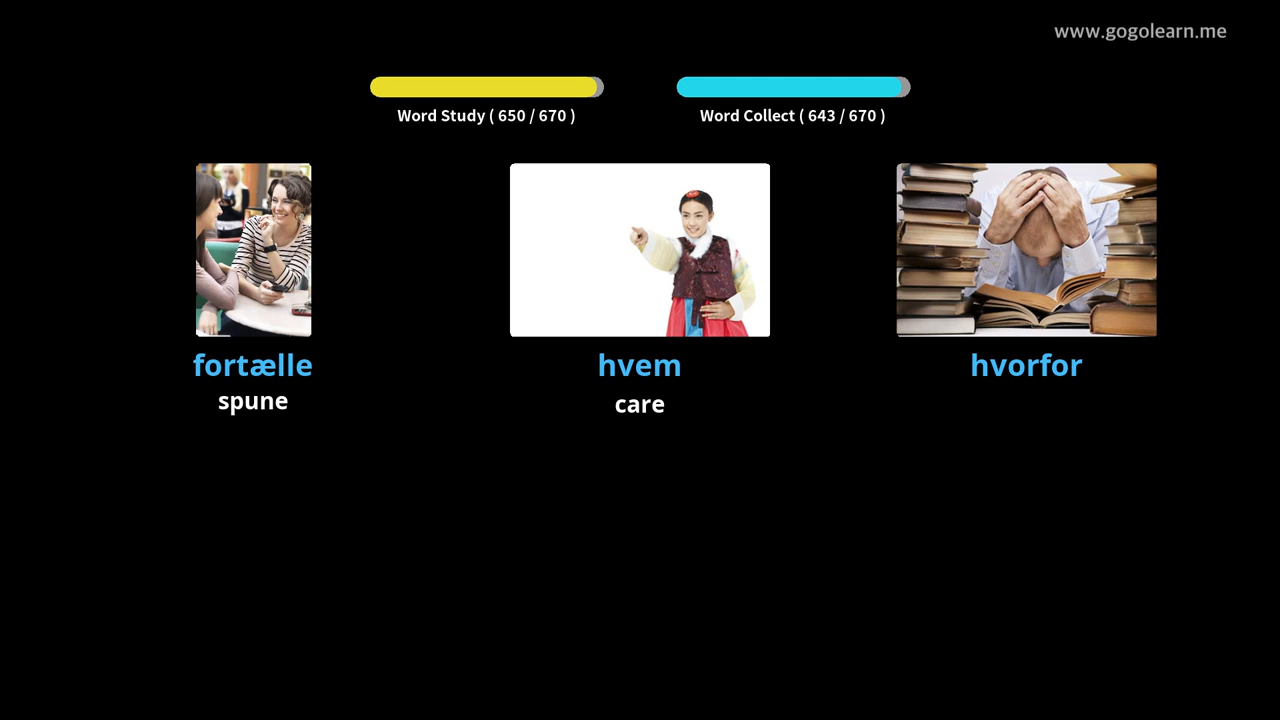 www.gogolearn.me
Word Study ( 650 / 670 )
Word Collect ( 643 / 670 )
fortælle
spune
hvem
care
hvorfor